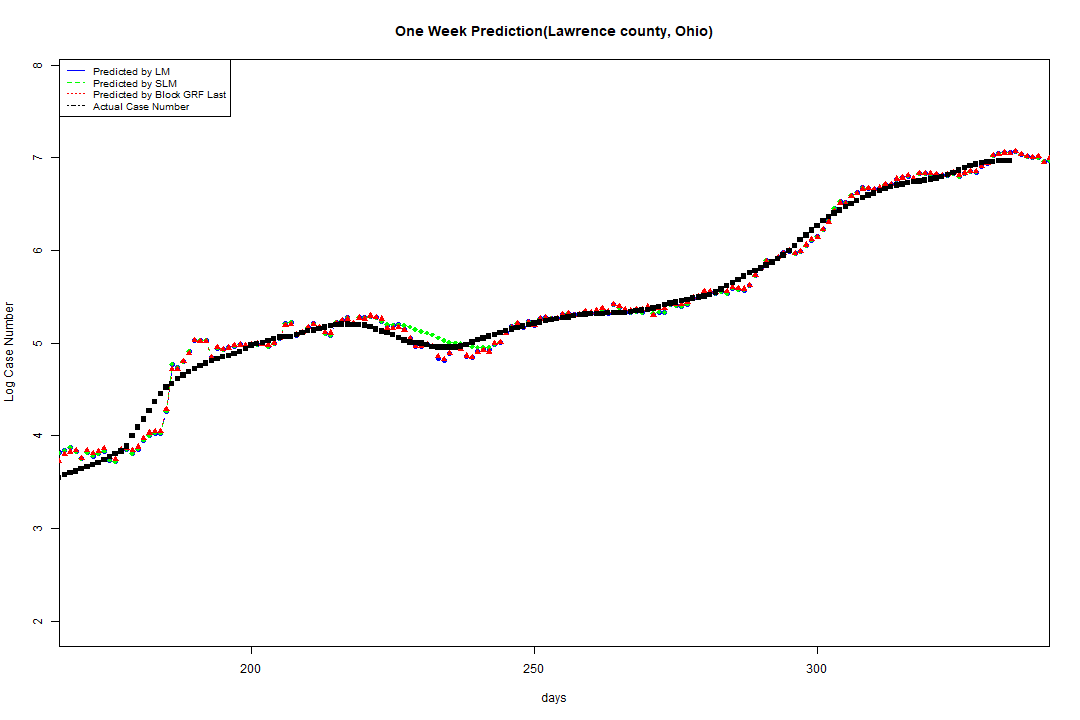 One Week Prediction(Lawrence county, Ohio)
Predicted by LM
Predicted by SLM
Predicted by Block GRF Last
Actual Case Number
8
7
6
5
4
3
2
Log Case Number
200
250
300
days